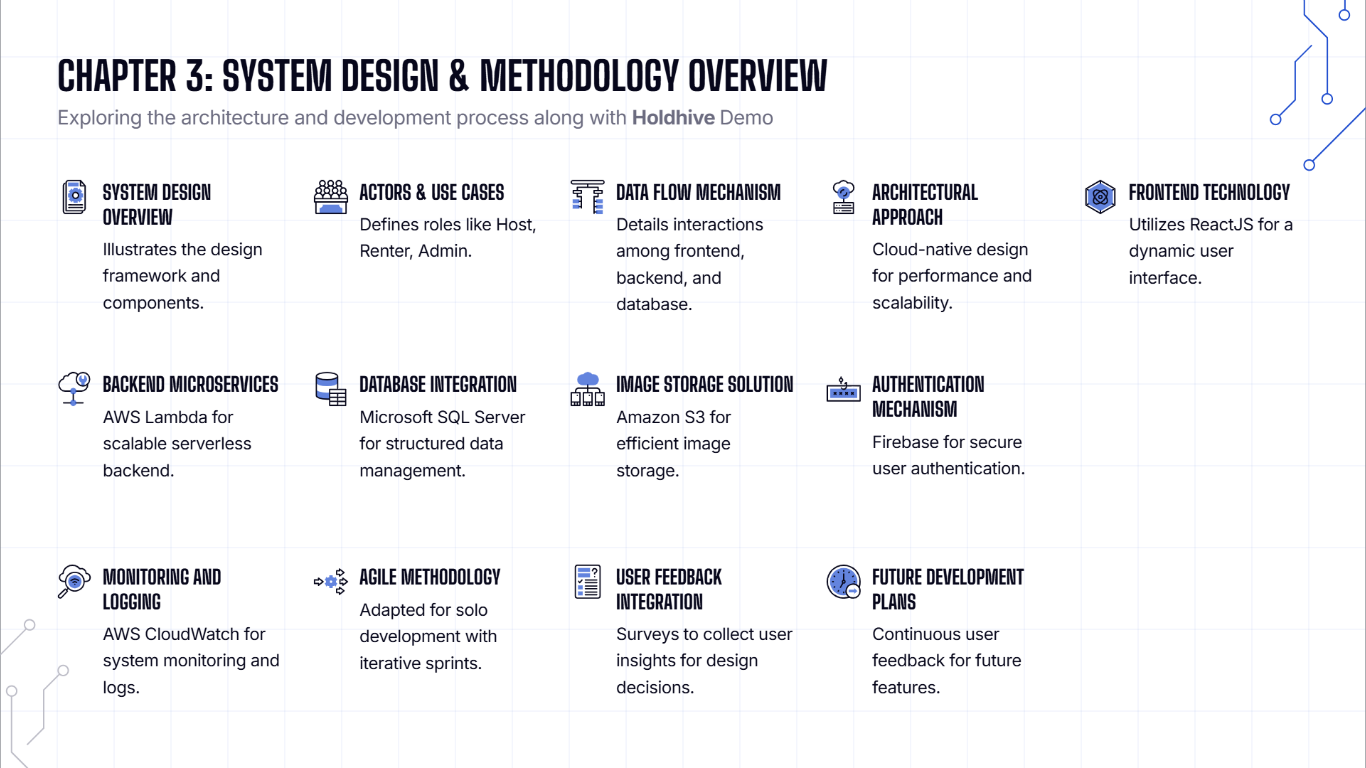 CHAPTER 3: SYSTEM DESIGN & METHODOLOGY OVERVIEW
Exploring the architecture and development process along with Holdhive Demo
SYSTEM DESIGN
OVERVIEW
Illustrates the design
framework and
components.
ACTORS & USE CASES
Defines roles like Host,
Renter, Admin.
DATA FLOW MECHANISM
Details interactions
among frontend,
backend, and
database.
ARCHITECTURAL
APPROACH
Cloud-native design
for performance and
scalability.
FRONTEND TECHNOLOGY
Utilizes ReactJS for a
dynamic user
interface.
BACKEND MICROSERVICES
AWS Lambda for
scalable serverless
backend.
DATABASE INTEGRATION
Microsoft SQL Server
for structured data
management.
IMAGE STORAGE SOLUTION
Amazon S3 for
efficient image
storage.
AUTHENTICATION
MECHANISM
Firebase for secure
user authentication.
MONITORING AND
LOGGING
AWS CloudWatch for
system monitoring and
logs.
AGILE METHODOLOGY
Adapted for solo
development with
iterative sprints.
USER FEEDBACK
INTEGRATION
Surveys to collect user
insights for design
decisions.
FUTURE DEVELOPMENT
PLANS
Continuous user
feedback for future
features.